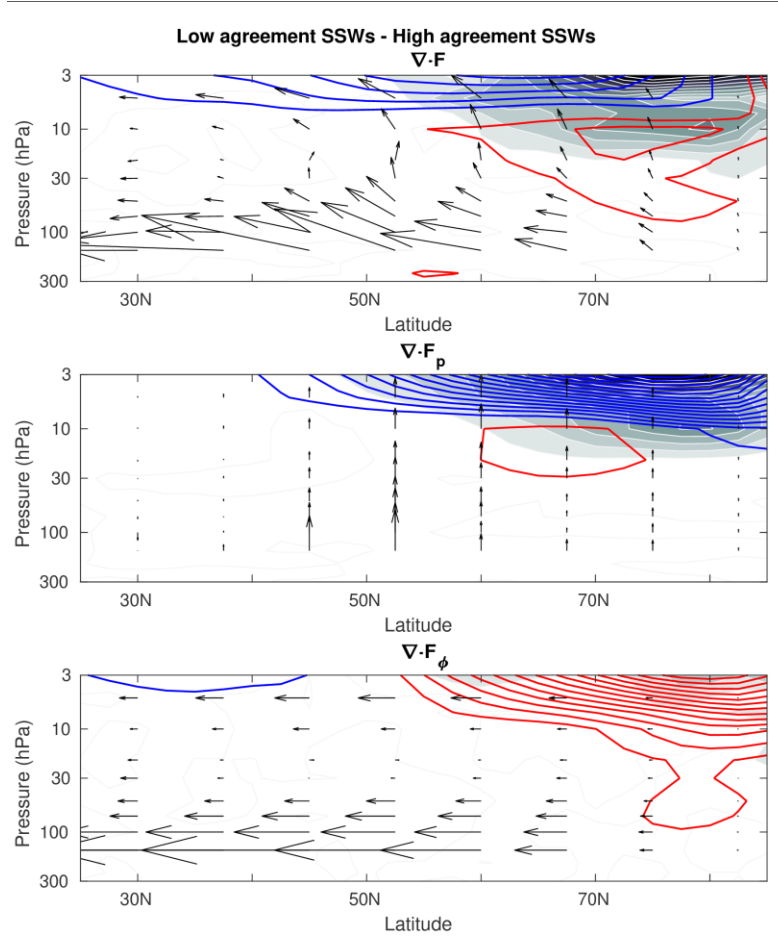 Low agreement SSWs - High agreement SSWs
∇·F
3
10
30
100
300
Pressure (hPa)
30N 50N 70N
Latitude
∇·F_p
3
10
30
100
300
Pressure (hPa)
30N 50N 70N
Latitude
∇·F_ϕ
3
10
30
100
300
Pressure (hPa)
30N 50N 70N
Latitude